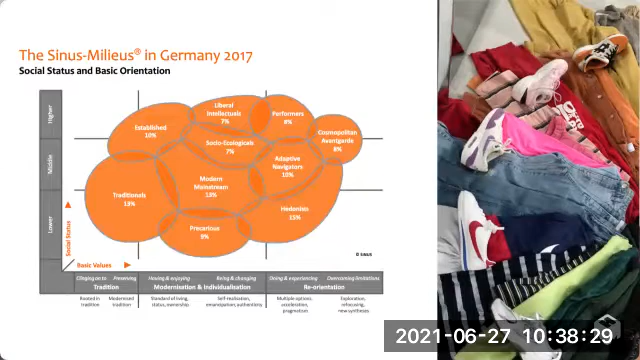 The Sinus-Milieus® in Germany 2017
Social Status and Basic Orientation
Higher
Middle
Lower
Social Status
Established
10%
Liberal
Intellectuals
7%
Performers
8%
Cosmopolitan
Avantgarde
8%
Socio-Ecologicals
7%
Adaptive
Navigators
10%
Modern
Mainstream
13%
Traditionals
13%
Hedonists
15%
Precarious
9%
© SINUS
Basic Values
Clinging on to
Preserving
Having & enjoying
Being & changing
Doing & experiencing
Overcoming limitations
Tradition
Modernisation & Individualisation
Re-orientation
Rooted in
tradition
Modernised
tradition
Standard of living,
status, ownership
Self-realisation,
emancipation, authenticity
Multiple options,
acceleration,
pragmatism
Exploration,
refocusing,
new syntheses
2021-06-27 10:38:29